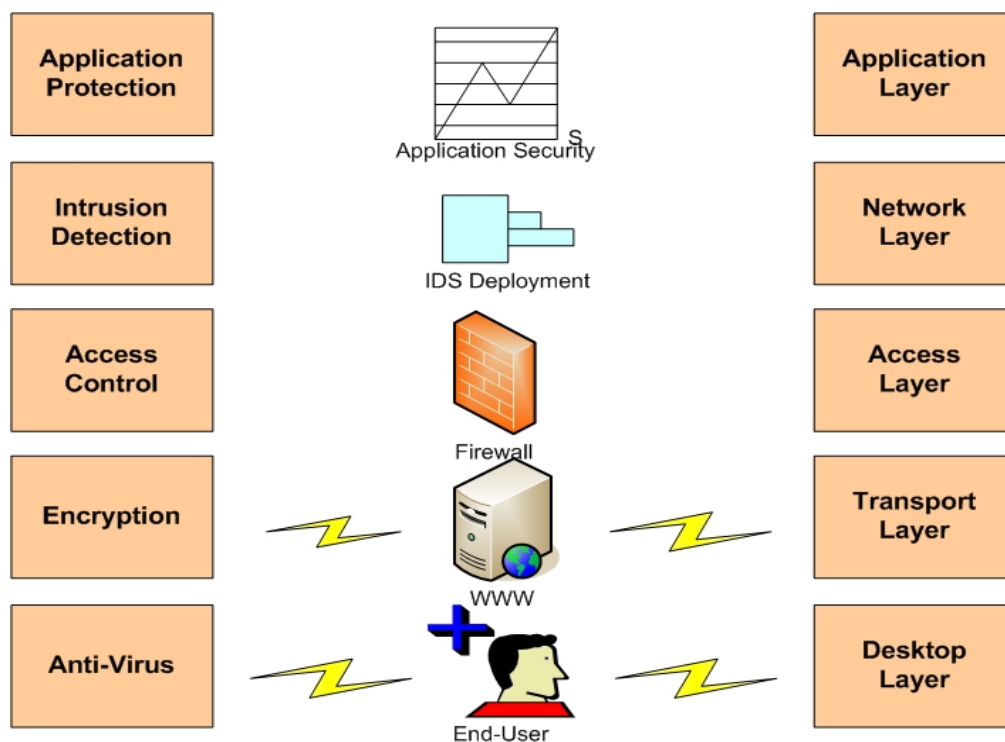 Application
Protection
S
Application Security
Application
Layer
Intrusion
Detection
IDS Deployment
Network
Layer
Access
Control
Firewall
Access
Layer
Encryption
WWW
Transport
Layer
Anti-Virus
End-User
Desktop
Layer